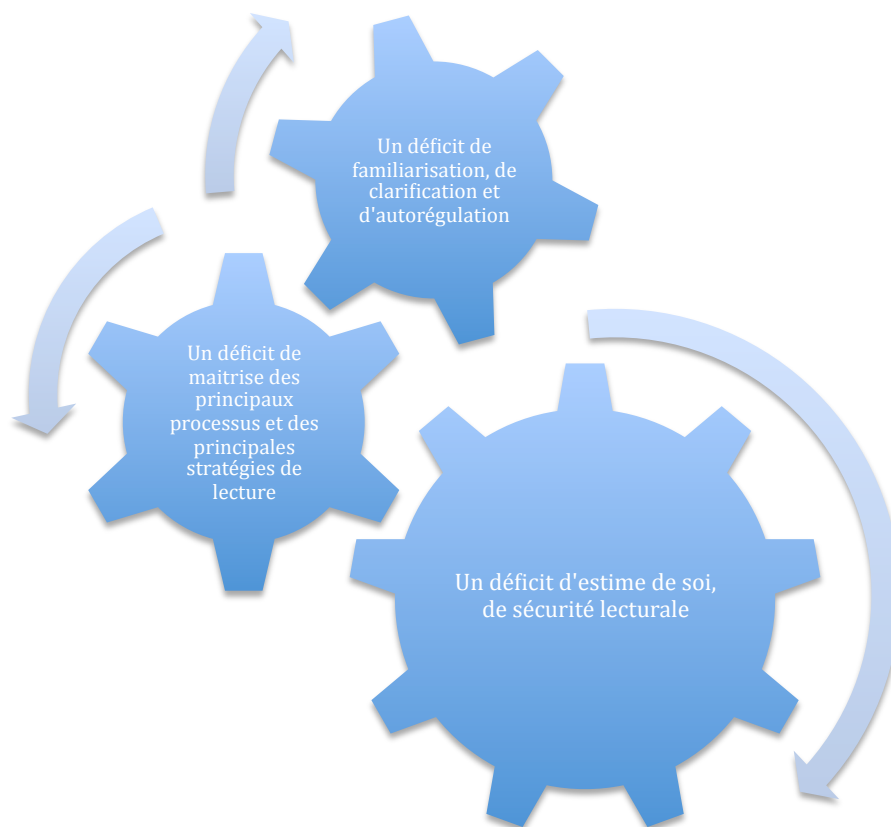 Un déficit de
familiarisation, de
clarification et
d'autorégulation
Un déficit de
maitrise des
principaux
processus et des
principales
stratégies de
lecture
Un déficit d'estime de soi,
de sécurité lecturale